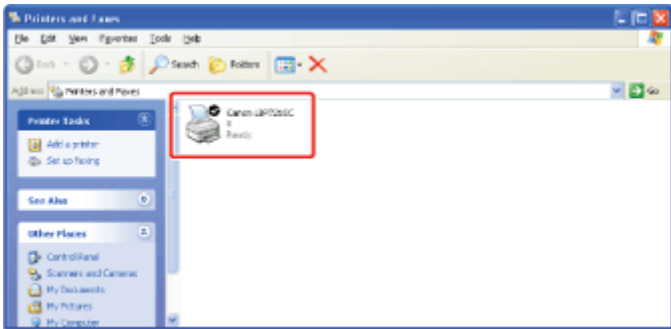 Printers and Faxes
File Edit View Favorites Tools Help
Back Search Folders
Address Printers and Faxes Go
Printer Tasks
Add a printer
Set up faxing
See Also
Other Places
Control Panel
Scanners and Cameras
My Documents
My Pictures
My Computer
Canon
0
Ready